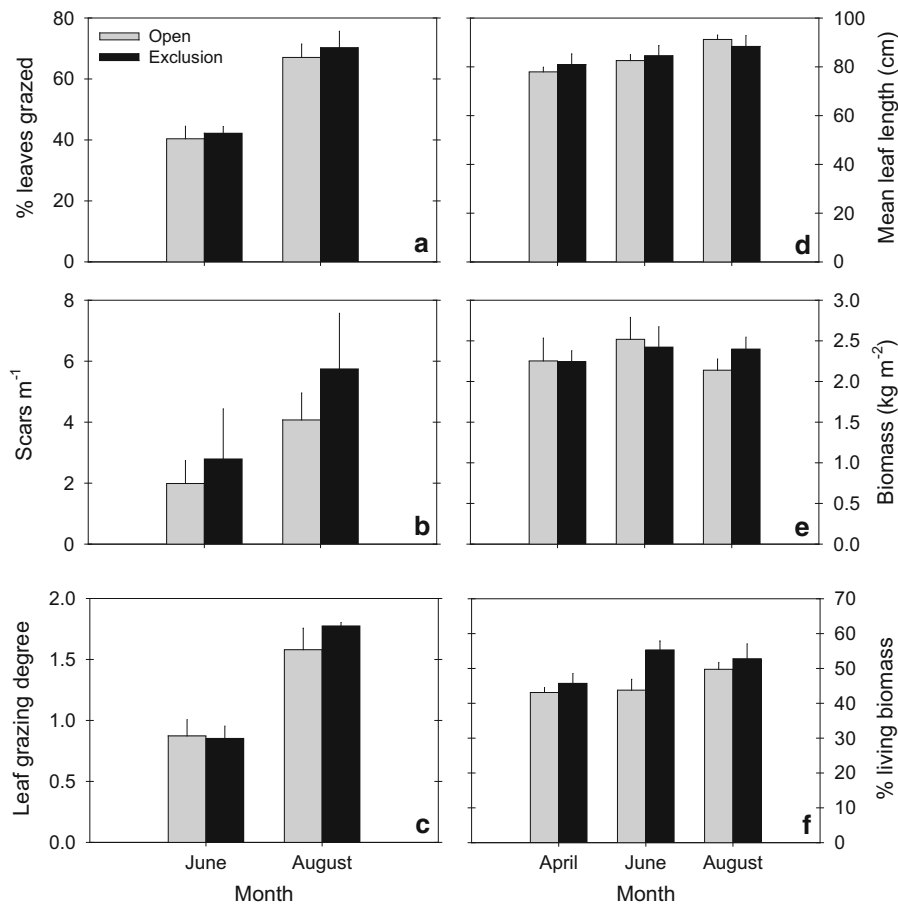 80
60
40
20
0
% leaves grazed
Open
Exclusion
a
100
80
60
40
20
0
Mean leaf length (cm)
d
8
6
4
2
0
Scars m⁻¹
b
3.0
2.5
2.0
1.5
1.0
0.5
0.0
Biomass (kg m⁻²)
e
2.0
1.5
1.0
0.5
0.0
Leaf grazing degree
c
June August
Month
70
60
50
40
30
20
10
0
% living biomass
f
April June August
Month